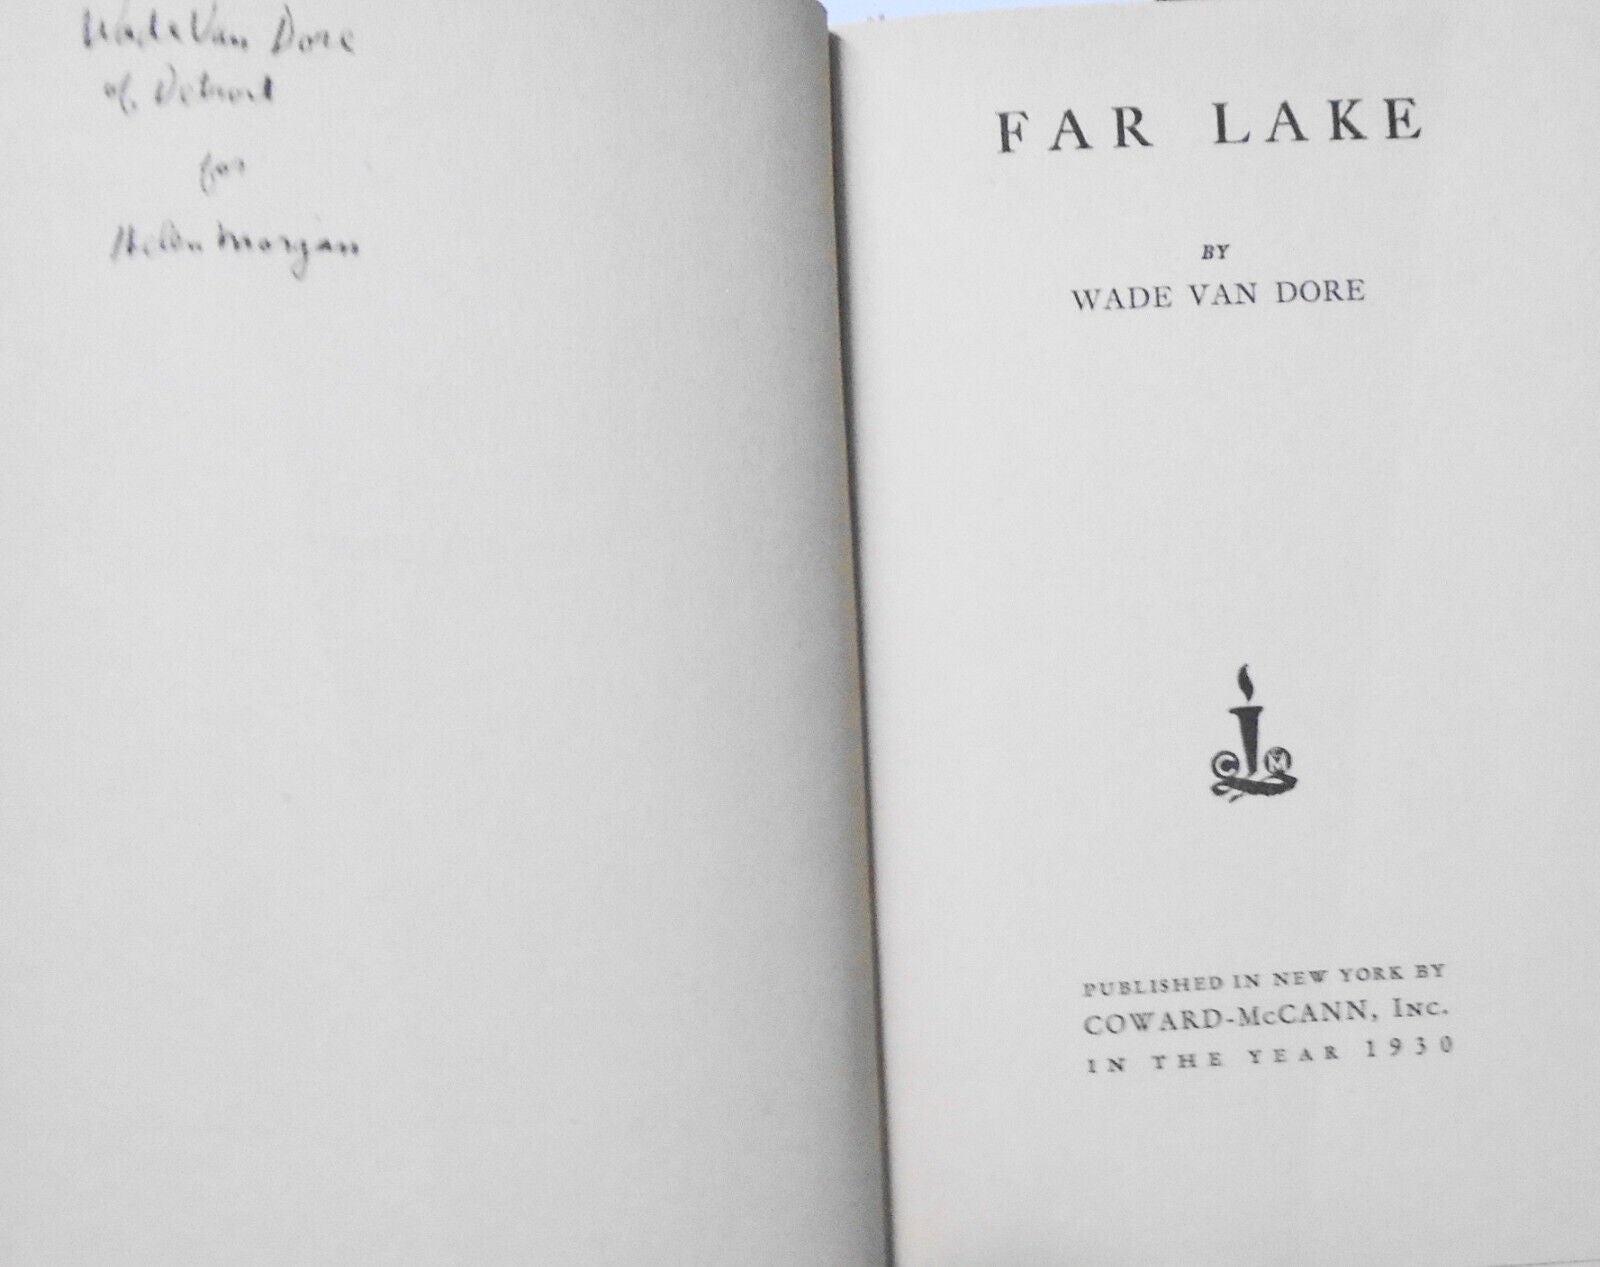 Wade Van Dore
of Detroit
for
Helen Morgan
FAR LAKE
BY
WADE VAN DORE
C M
PUBLISHED IN NEW YORK BY
COWARD-McCANN, INC.
IN THE YEAR 1930